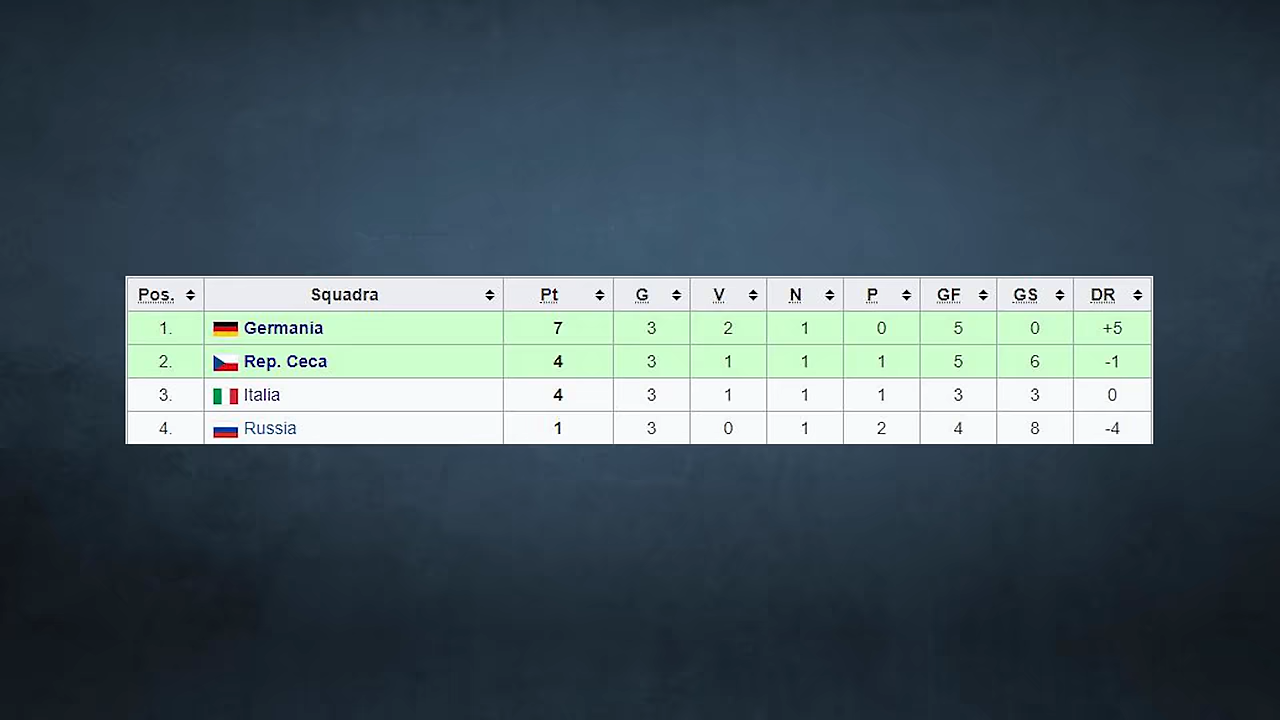 Pos. Squadra Pt G V N P GF GS DR
1. Germania 7 3 2 1 0 5 0 +5
2. Rep. Ceca 4 3 1 1 1 5 6 -1
3. Italia 4 3 1 1 1 3 3 0
4. Russia 1 3 0 1 2 4 8 -4